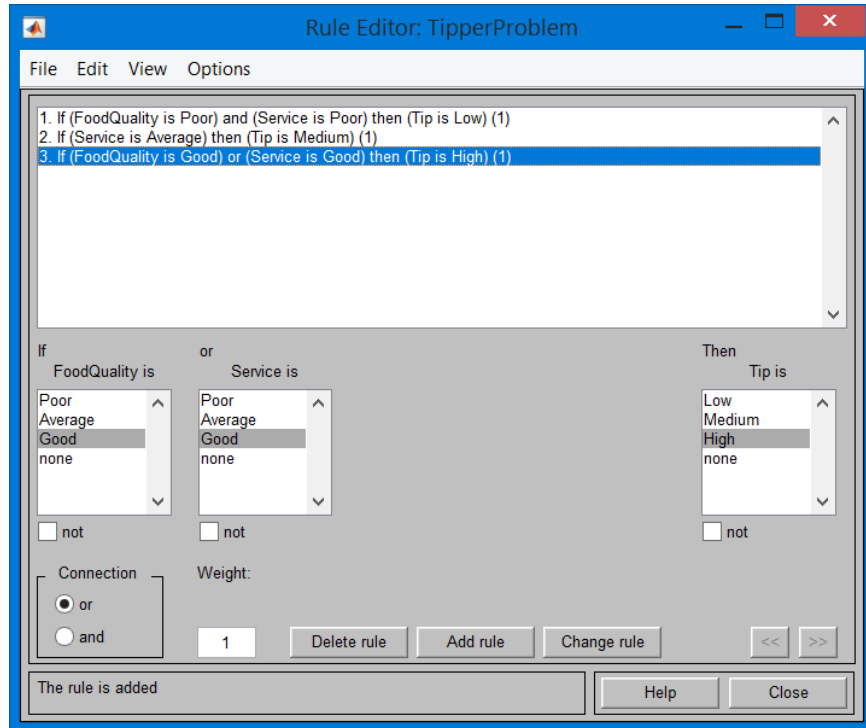 Rule Editor: TipperProblem
File Edit View Options
1. If (FoodQuality is Poor) and (Service is Poor) then (Tip is Low) (1)
2. If (Service is Average) then (Tip is Medium) (1)
3. If (FoodQuality is Good) or (Service is Good) then (Tip is High) (1)
If or Then
FoodQuality is Service is Tip is
Poor Poor Low
Average Average Medium
Good Good High
none none none
not not not
Connection Weight:
or
and 1 Delete rule Add rule Change rule << >>
The rule is added Help Close